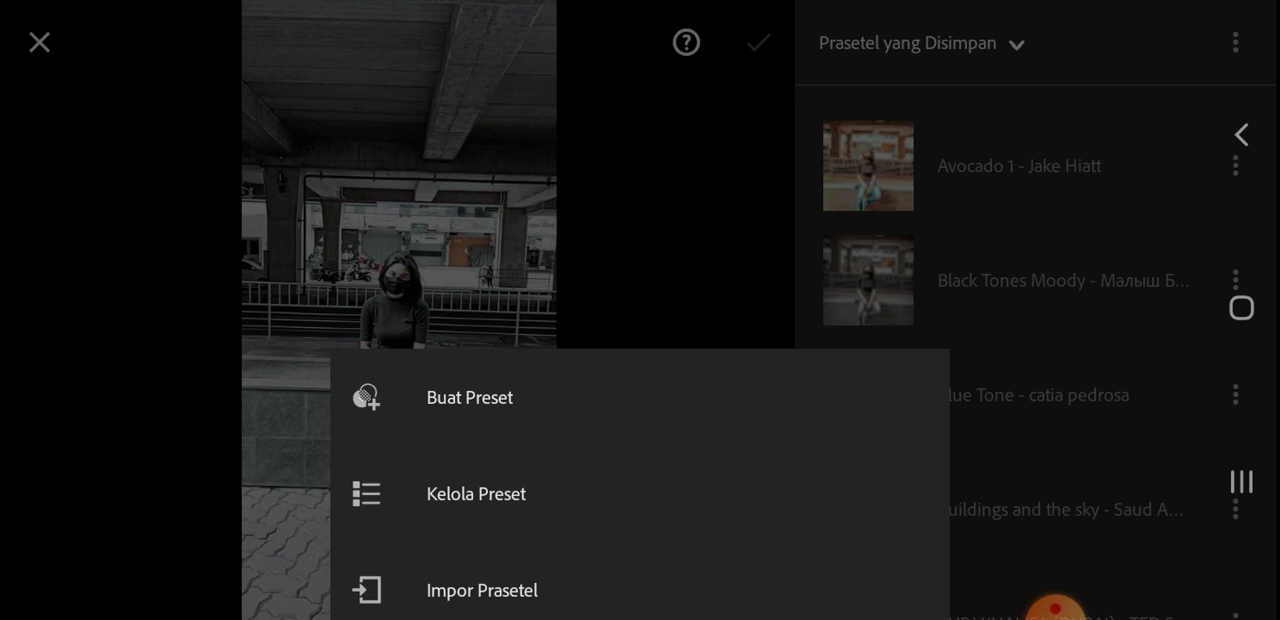 Prasetel yang Disimpan
Avocado 1 - Jake Hiatt
Black Tones Moody - Малыш Б...
lue Tone - catia pedrosa
uildings and the sky - Saud A...
Buat Preset
Kelola Preset
Impor Prasetel